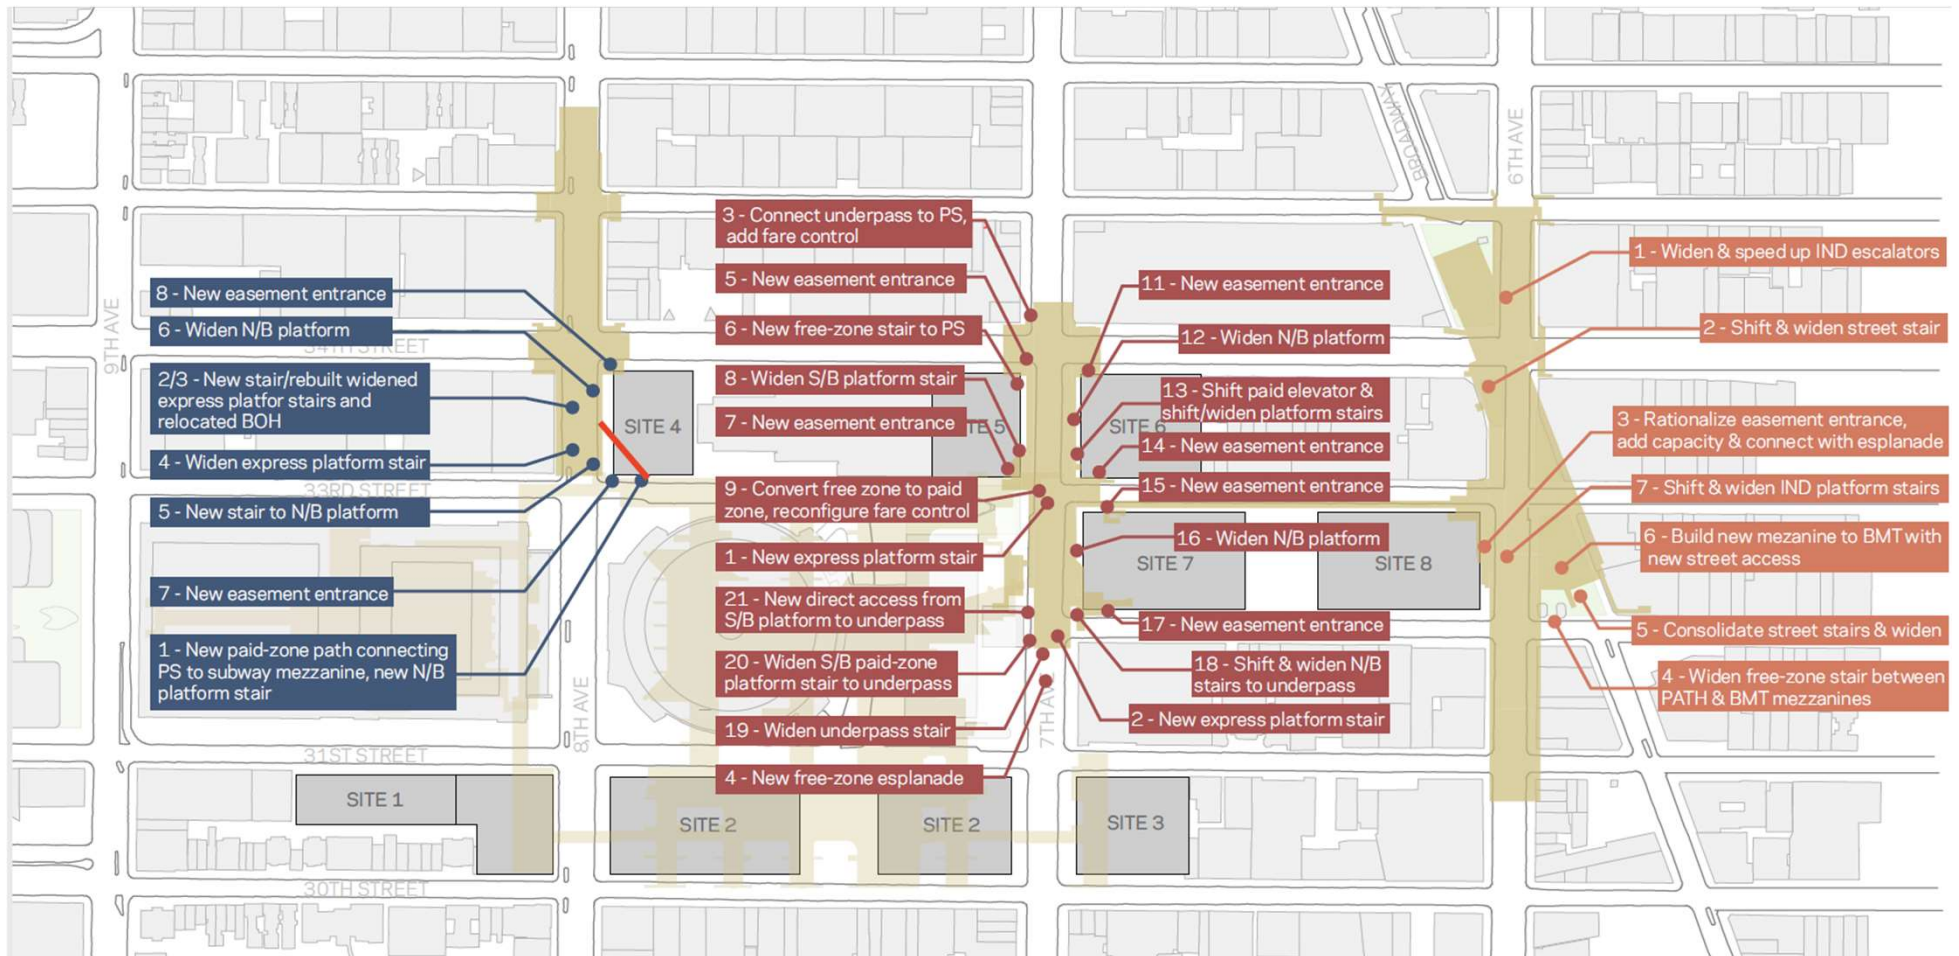 BROADWAY
6TH AVE
9TH AVE
34TH STREET
33RD STREET
8TH AVE
7TH AVE
31ST STREET
30TH STREET
8 - New easement entrance
6 - Widen N/B platform
2/3 - New stair/rebuilt widened
express platfor stairs and
relocated BOH
4 - Widen express platform stair
5 - New stair to N/B platform
7 - New easement entrance
1 - New paid-zone path connecting
PS to subway mezzanine, new N/B
platform stair
3 - Connect underpass to PS,
add fare control
5 - New easement entrance
6 - New free-zone stair to PS
8 - Widen S/B platform stair
7 - New easement entrance
9 - Convert free zone to paid
zone, reconfigure fare control
1 - New express platform stair
21 - New direct access from
S/B platform to underpass
20 - Widen S/B paid-zone
platform stair to underpass
19 - Widen underpass stair
4 - New free-zone esplanade
11 - New easement entrance
12 - Widen N/B platform
13 - Shift paid elevator &
shift/widen platform stairs
14 - New easement entrance
15 - New easement entrance
16 - Widen N/B platform
17 - New easement entrance
18 - Shift & widen N/B
stairs to underpass
2 - New express platform stair
1 - Widen & speed up IND escalators
2 - Shift & widen street stair
3 - Rationalize easement entrance,
add capacity & connect with esplanade
7 - Shift & widen IND platform stairs
6 - Build new mezanine to BMT with
new street access
5 - Consolidate street stairs & widen
4 - Widen free-zone stair between
PATH & BMT mezzanines
SITE 4
TE 5
SITE 6
SITE 7
SITE 8
SITE 1
SITE 2
SITE 2
SITE 3